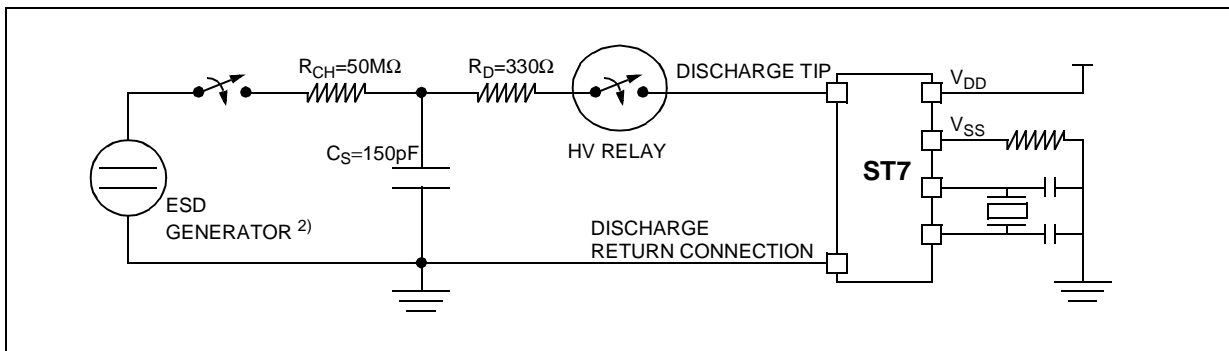 R_CH=50MΩ
R_D=330Ω
DISCHARGE TIP
V_DD
V_SS
C_S=150pF
HV RELAY
ST7
ESD
GENERATOR 2)
DISCHARGE
RETURN CONNECTION